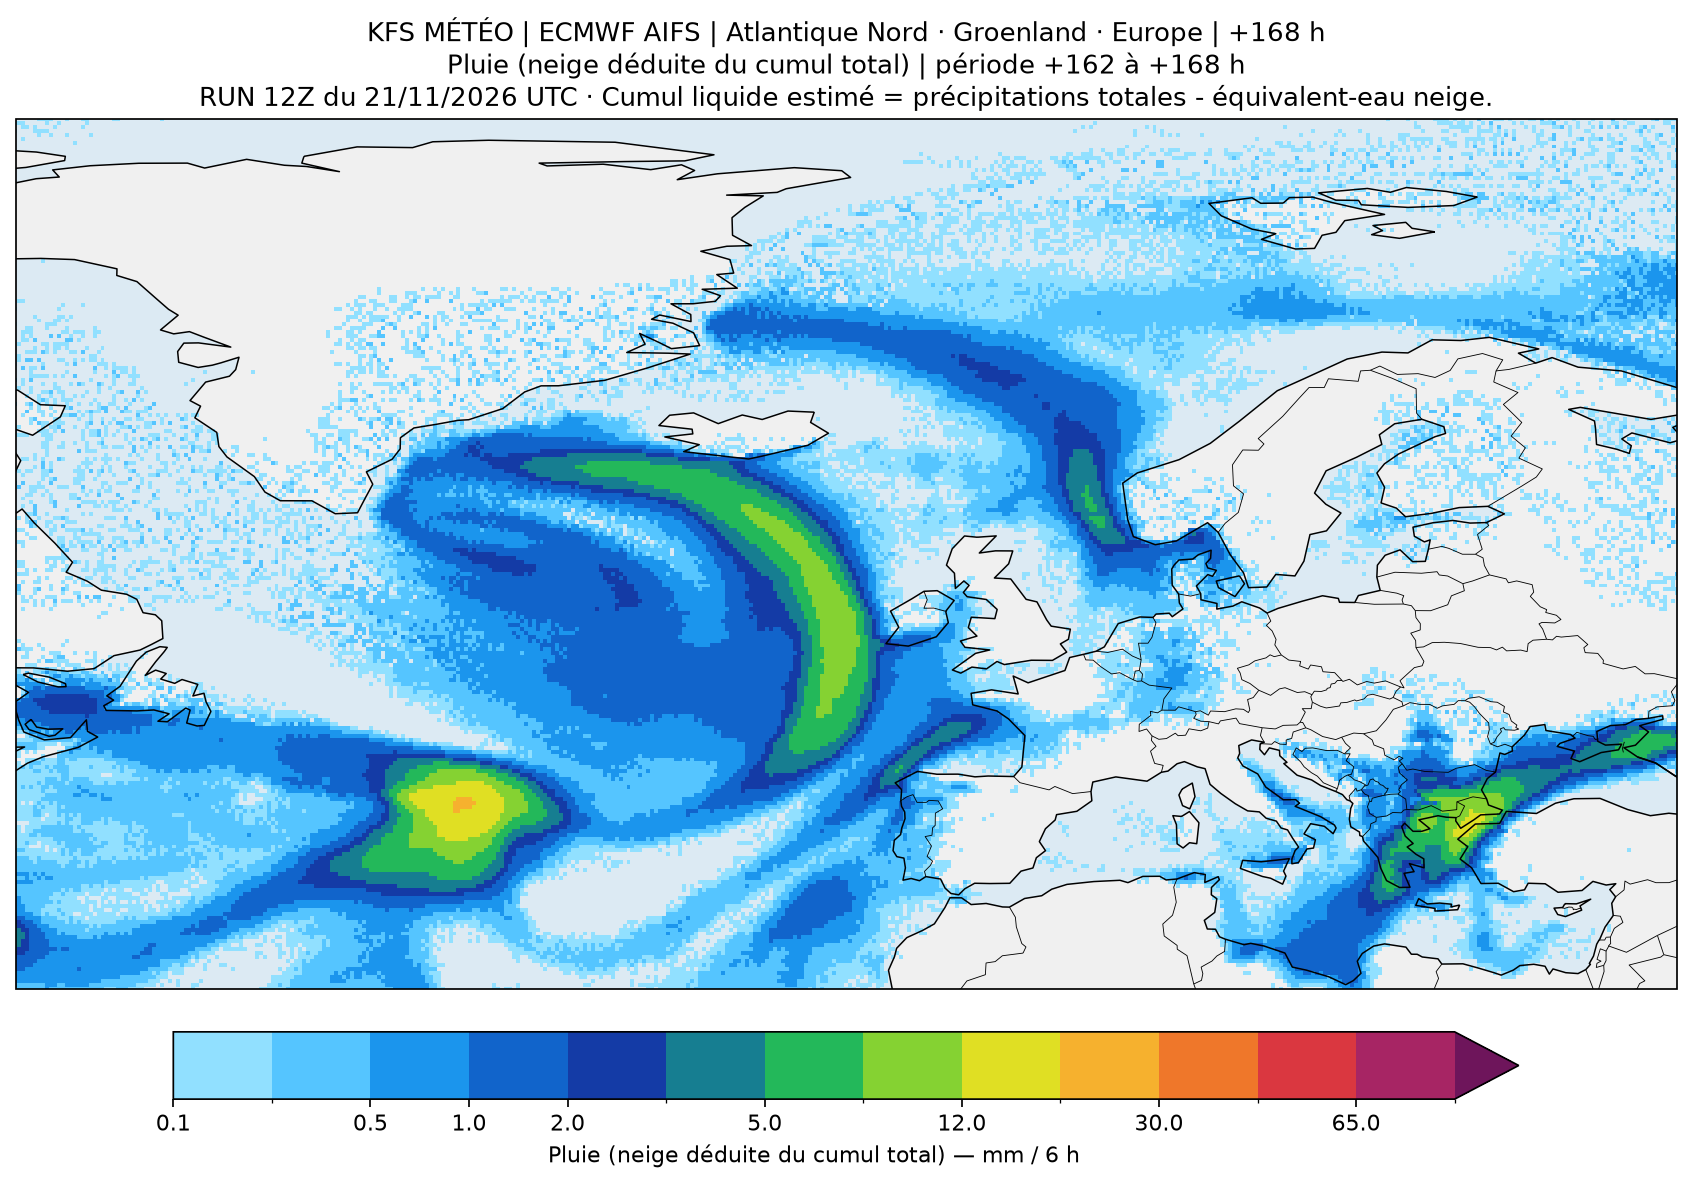 KFS MÉTÉO | ECMWF AIFS | Atlantique Nord · Groenland · Europe | +168 h
Pluie (neige déduite du cumul total) | période +162 à +168 h
RUN 12Z du 21/11/2026 UTC · Cumul liquide estimé = précipitations totales - équivalent-eau neige.
0.1 0.5 1.0 2.0 5.0 12.0 30.0 65.0
Pluie (neige déduite du cumul total) — mm / 6 h